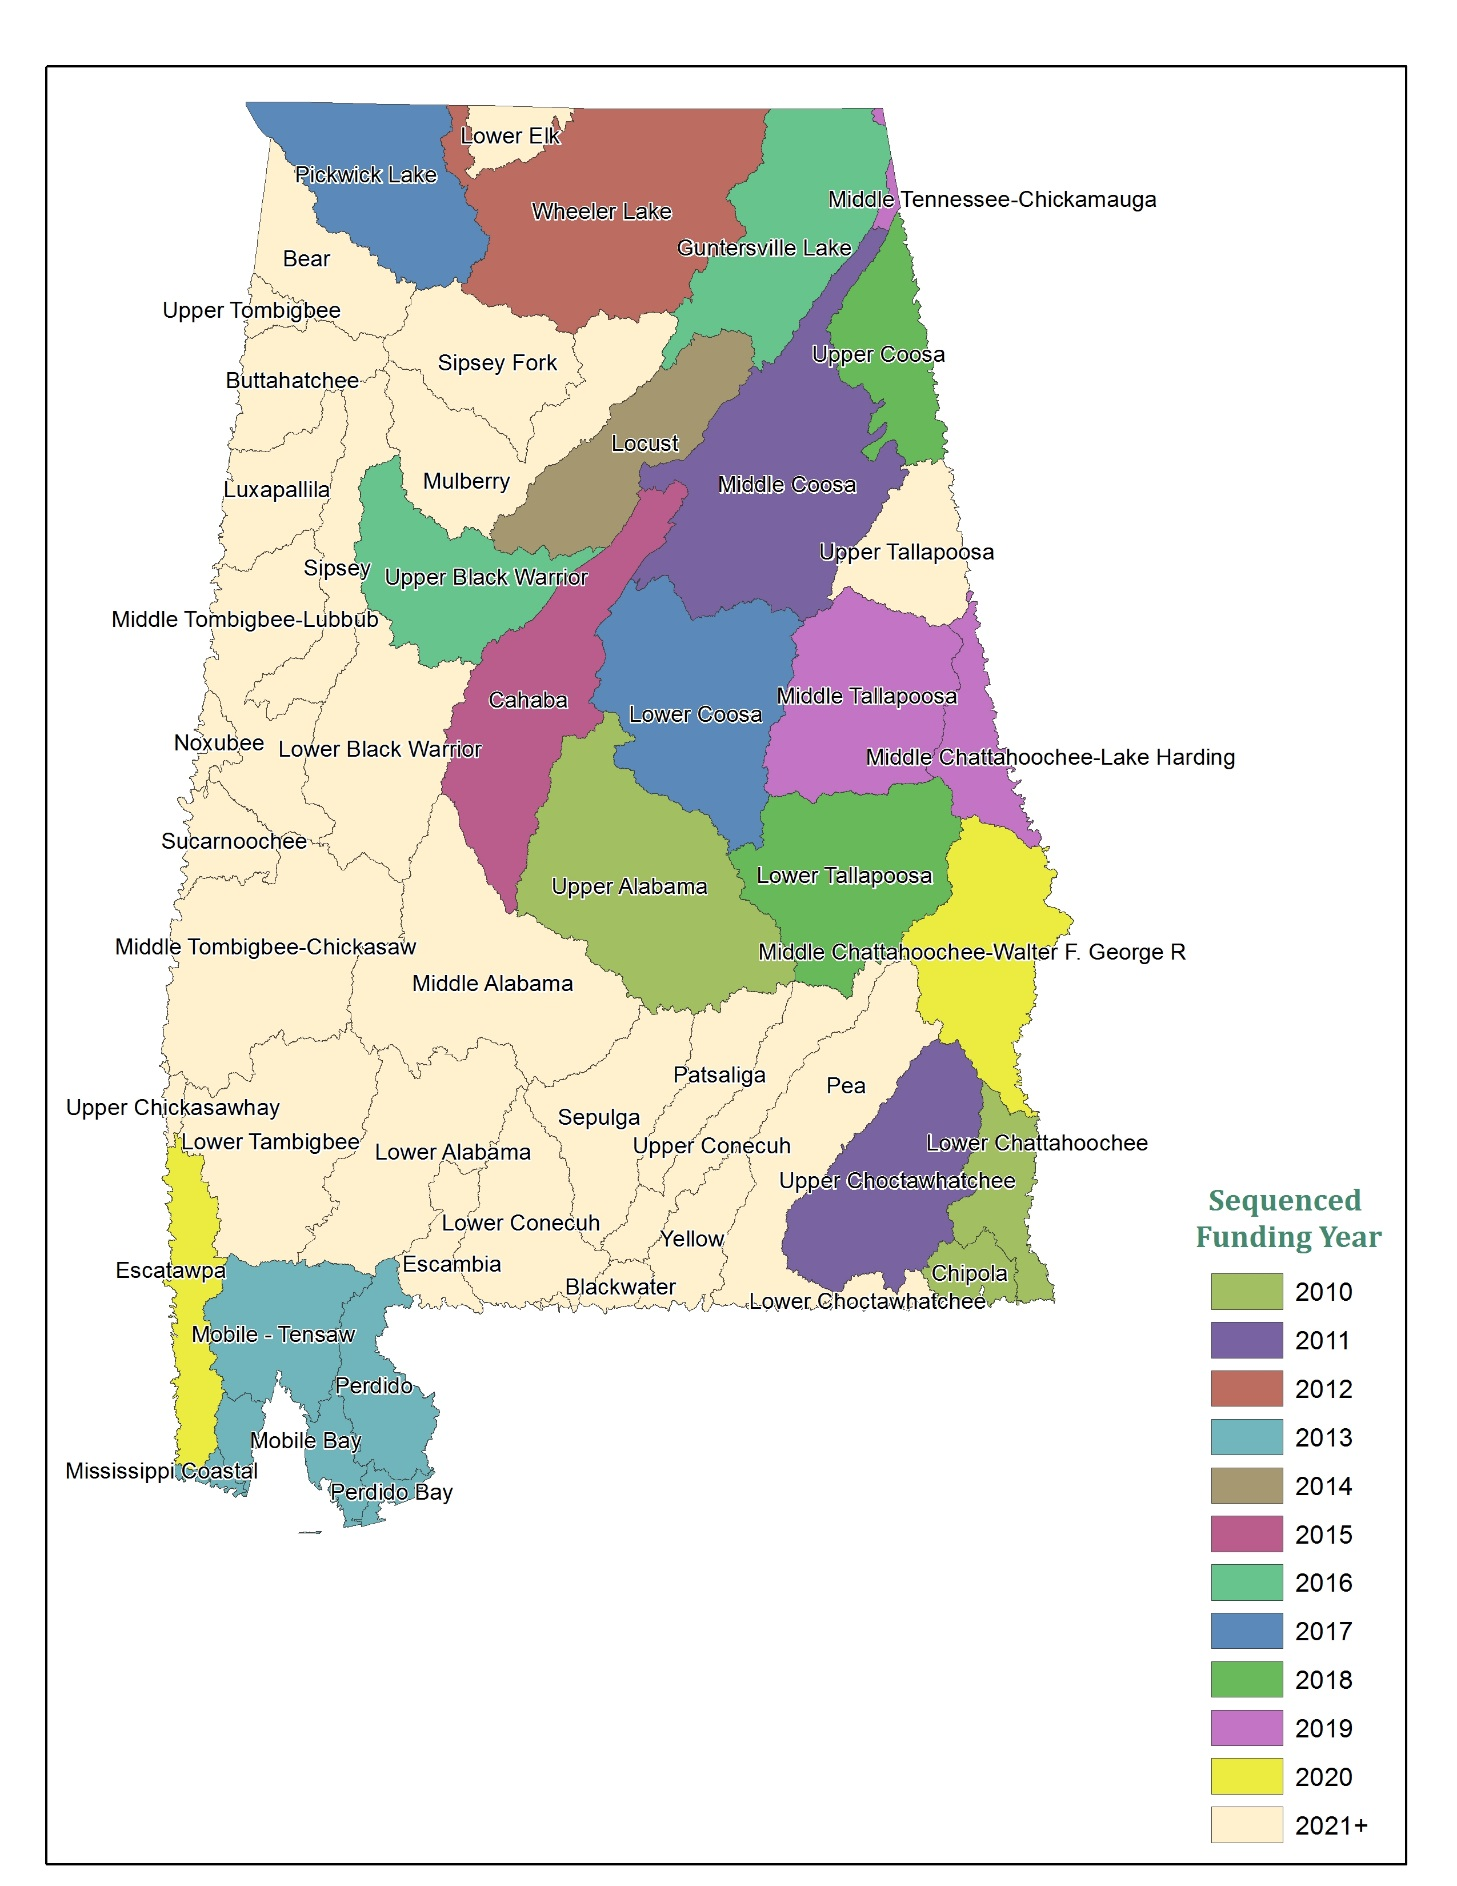 Lower Elk
Pickwick Lake
Middle Tennessee-Chickamauga
Wheeler Lake
Guntersville Lake
Bear
Upper Tombigbee
Upper Coosa
Sipsey Fork
Buttahatchee
Locust
Mulberry
Middle Coosa
Luxapallila
Upper Tallapoosa
Sipsey
Upper Black Warrior
Middle Tombigbee-Lubbub
Middle Tallapoosa
Cahaba
Lower Coosa
Noxubee
Lower Black Warrior
Middle Chattahoochee-Lake Harding
Sucarnoochee
Lower Tallapoosa
Upper Alabama
Middle Tombigbee-Chickasaw
Middle Chattahoochee-Walter F. George R
Middle Alabama
Patsaliga
Pea
Upper Chickasawhay
Sepulga
Lower Tambigbee
Lower Chattahoochee
Upper Conecuh
Lower Alabama
Upper Choctawhatchee
Lower Conecuh
Yellow
Escambia
Escatawpa
Chipola
Blackwater
Lower Choctawhatchee
Mobile - Tensaw
Perdido
Mobile Bay
Mississippi Coastal
Perdido Bay
Sequenced
Funding Year
2010
2011
2012
2013
2014
2015
2016
2017
2018
2019
2020
2021+